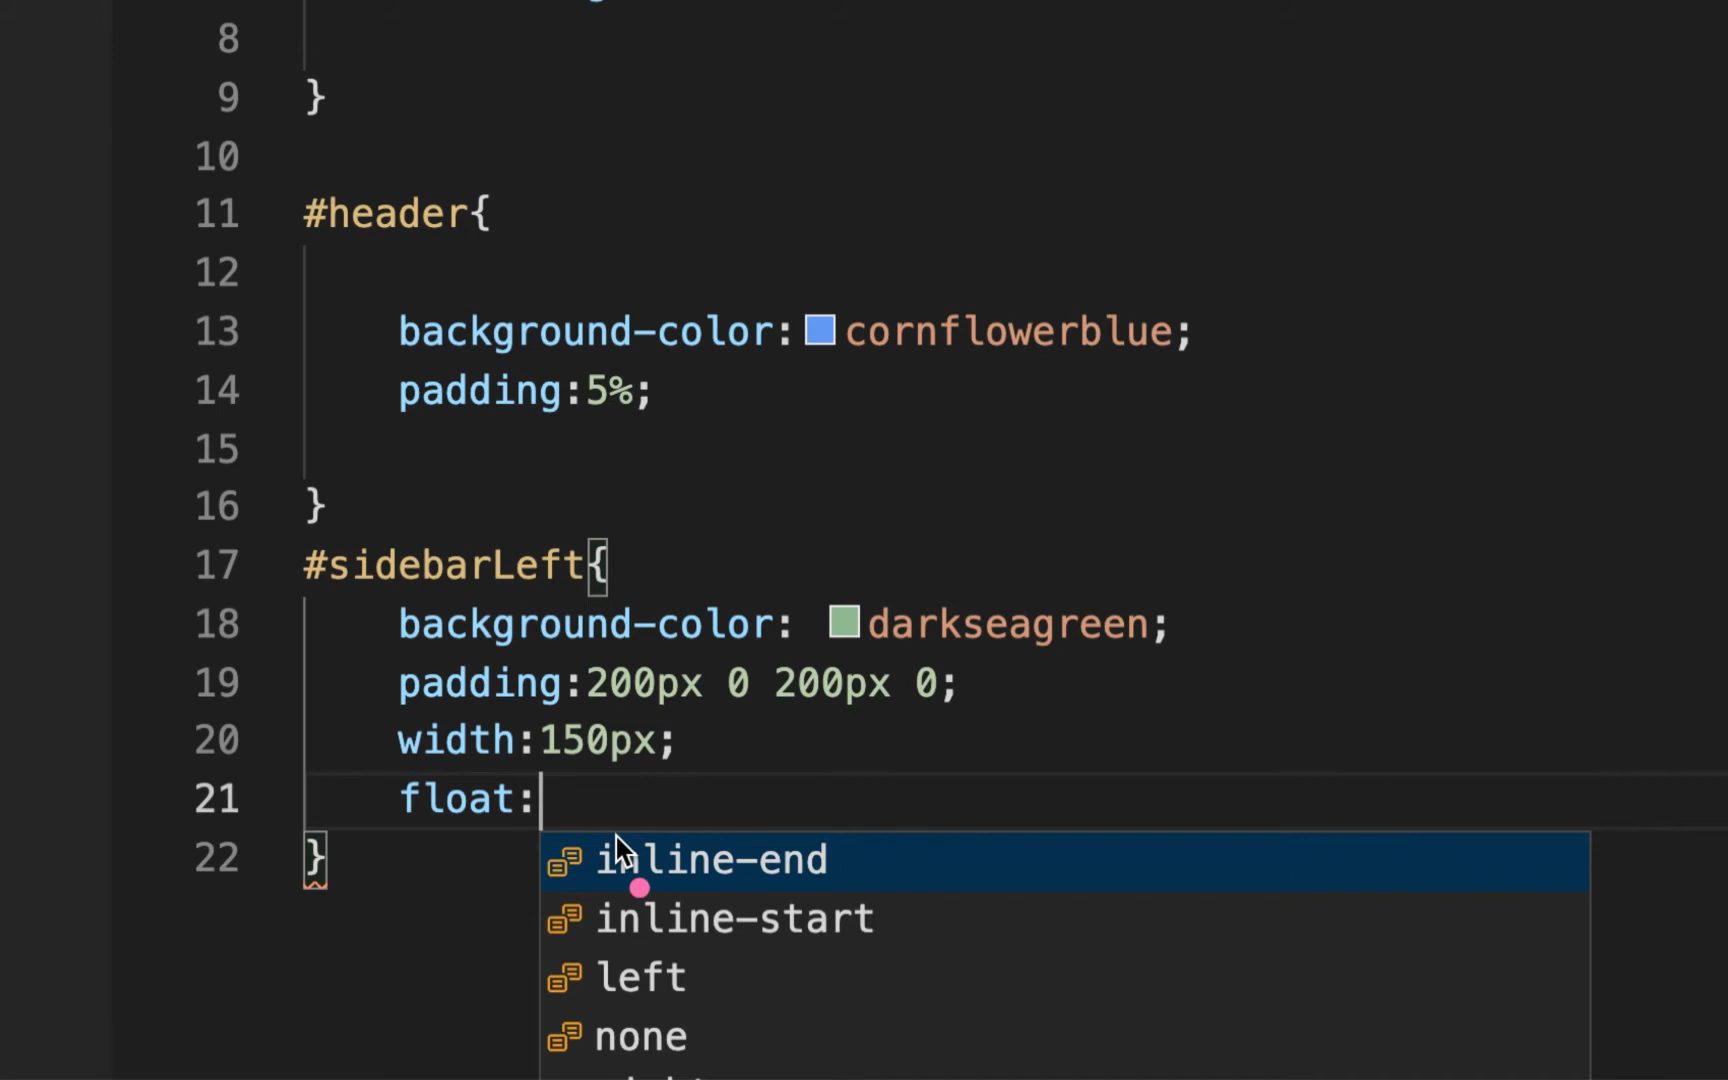 8
9 }
10
11 #header{
12
13 background-color: cornflowerblue;
14 padding:5%;
15
16 }
17 #sidebarLeft{
18 background-color: darkseagreen;
19 padding:200px 0 200px 0;
20 width:150px;
21 float:
22 }
inline-end
inline-start
left
none